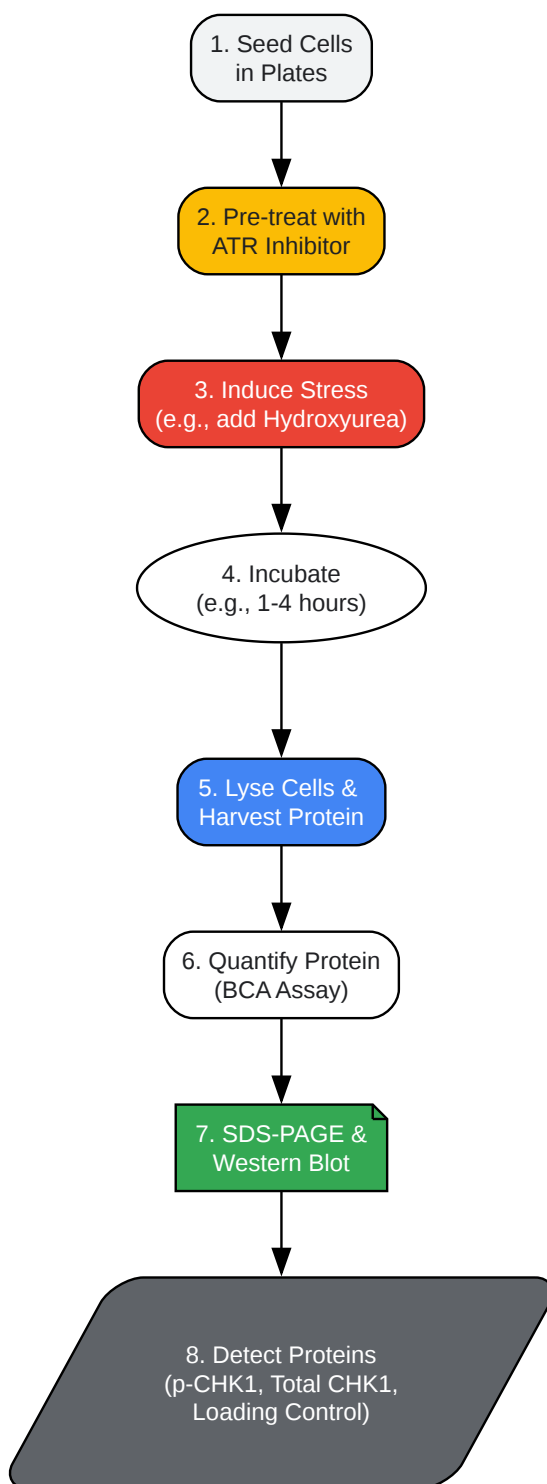 1. Seed Cells
in Plates
2. Pre-treat with
ATR Inhibitor
3. Induce Stress
(e.g., add Hydroxyurea)
4. Incubate
(e.g., 1-4 hours)
5. Lyse Cells &
Harvest Protein
6. Quantify Protein
(BCA Assay)
7. SDS-PAGE &
Western Blot
8. Detect Proteins
(p-CHK1, Total CHK1,
Loading Control)